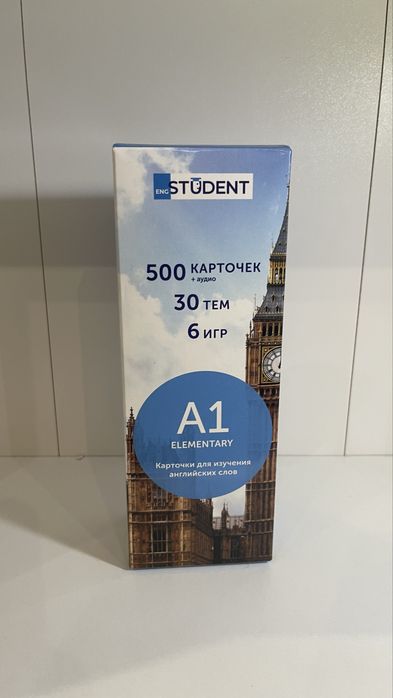 ENG STUDENT
500 КАРТОЧЕК
+ аудио
30 ТЕМ
6 ИГР
A1
ELEMENTARY
Карточки для изучения
английских слов